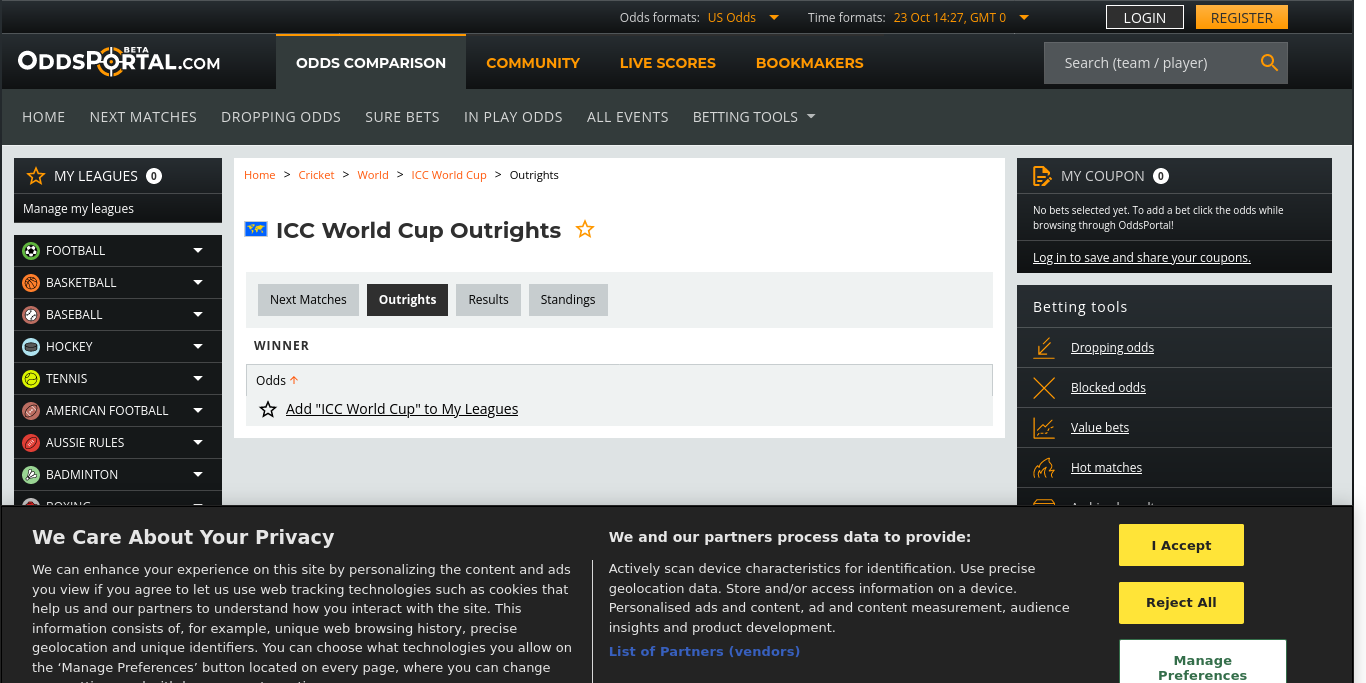 Odds formats: US Odds
Time formats: 23 Oct 14:27, GMT 0
LOGIN
REGISTER
ODDSPORTAL.COM
BETA
ODDS COMPARISON
COMMUNITY
LIVE SCORES
BOOKMAKERS
Search (team / player)
HOME
NEXT MATCHES
DROPPING ODDS
SURE BETS
IN PLAY ODDS
ALL EVENTS
BETTING TOOLS
MY LEAGUES 0
Manage my leagues
FOOTBALL
BASKETBALL
BASEBALL
HOCKEY
TENNIS
AMERICAN FOOTBALL
AUSSIE RULES
BADMINTON
Home > Cricket > World > ICC World Cup > Outrights
ICC World Cup Outrights
Next Matches
Outrights
Results
Standings
WINNER
Odds
Add "ICC World Cup" to My Leagues
MY COUPON 0
No bets selected yet. To add a bet click the odds while
browsing through OddsPortal!
Log in to save and share your coupons.
Betting tools
Dropping odds
Blocked odds
Value bets
Hot matches
We Care About Your Privacy
We can enhance your experience on this site by personalizing the content and ads
you view if you agree to let us use web tracking technologies such as cookies that
help us and our partners to understand how you interact with the site. This
information consists of, for example, unique web browsing history, precise
geolocation and unique identifiers. You can choose what technologies you allow on
the ‘Manage Preferences’ button located on every page, where you can change
We and our partners process data to provide:
Actively scan device characteristics for identification. Use precise
geolocation data. Store and/or access information on a device.
Personalised ads and content, ad and content measurement, audience
insights and product development.
List of Partners (vendors)
I Accept
Reject All
Manage
Preferences